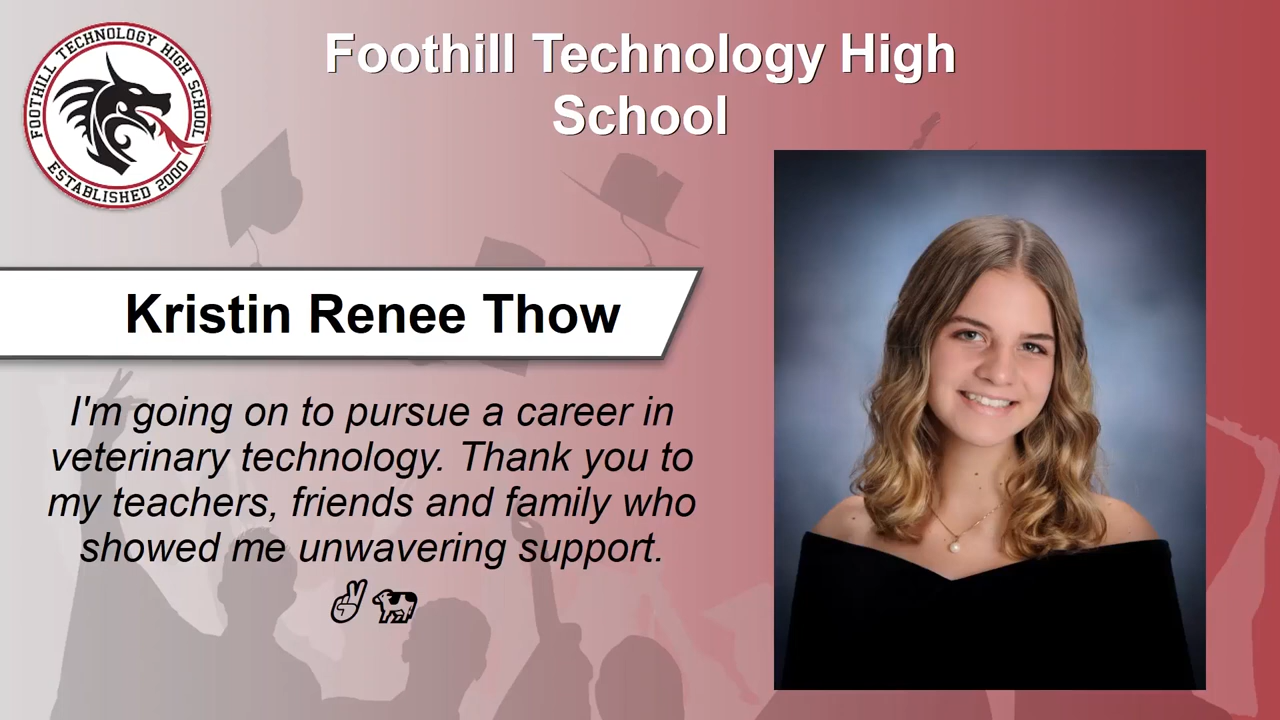 FOOTHILL TECHNOLOGY HIGH SCHOOL
ESTABLISHED 2000
Foothill Technology High
School
Kristin Renee Thow
I'm going on to pursue a career in
veterinary technology. Thank you to
my teachers, friends and family who
showed me unwavering support.
✌🐄